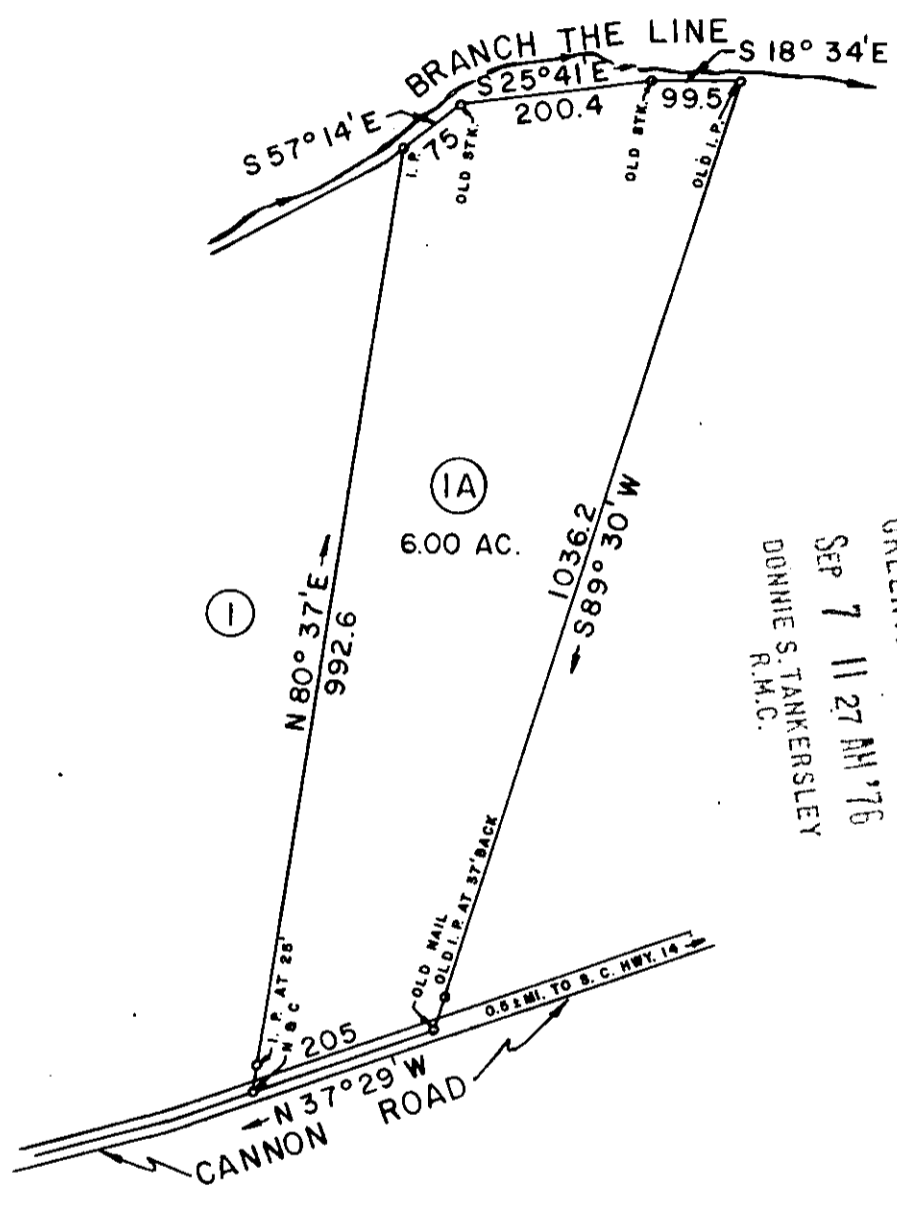 BRANCH THE LINE
S 18° 34' E
S 25° 41' E
200.4
99.5
S 57° 14' E
75
I. P.
OLD STK.
OLD STK.
OLD I. P.
1A
6.00 AC.
1
N 80° 37' E
992.6
1036.2
S 89° 30' W
SEP 7 11 27 AM '76
DONNIE S. TANKERSLEY
R.M.C.
OLD NAIL
OLD I. P. AT 37' BACK
I. P. AT 25'
N & C
205
0.5 ± MI. TO S. C. HWY. 14
N 37° 29' W
CANNON ROAD